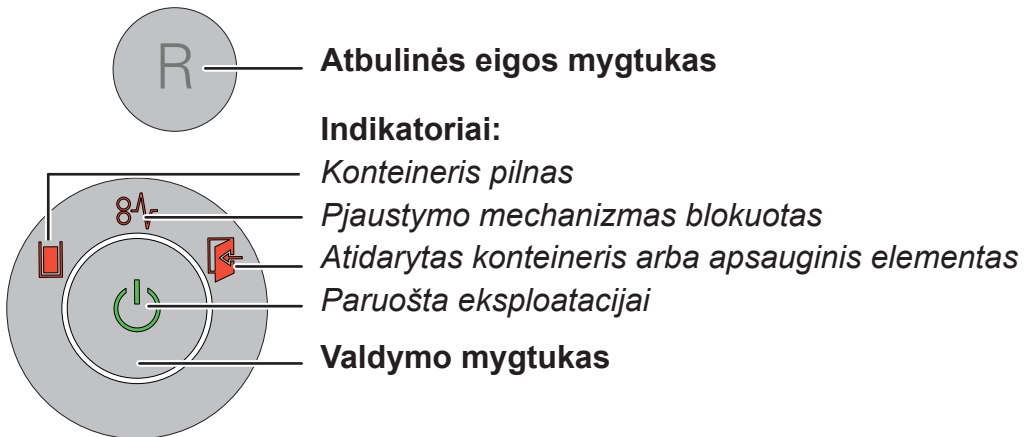 R
Atbulinės eigos mygtukas
Indikatoriai:
Konteineris pilnas
Pjaustymo mechanizmas blokuotas
Atidarytas konteineris arba apsauginis elementas
Paruošta eksploatacijai
Valdymo mygtukas